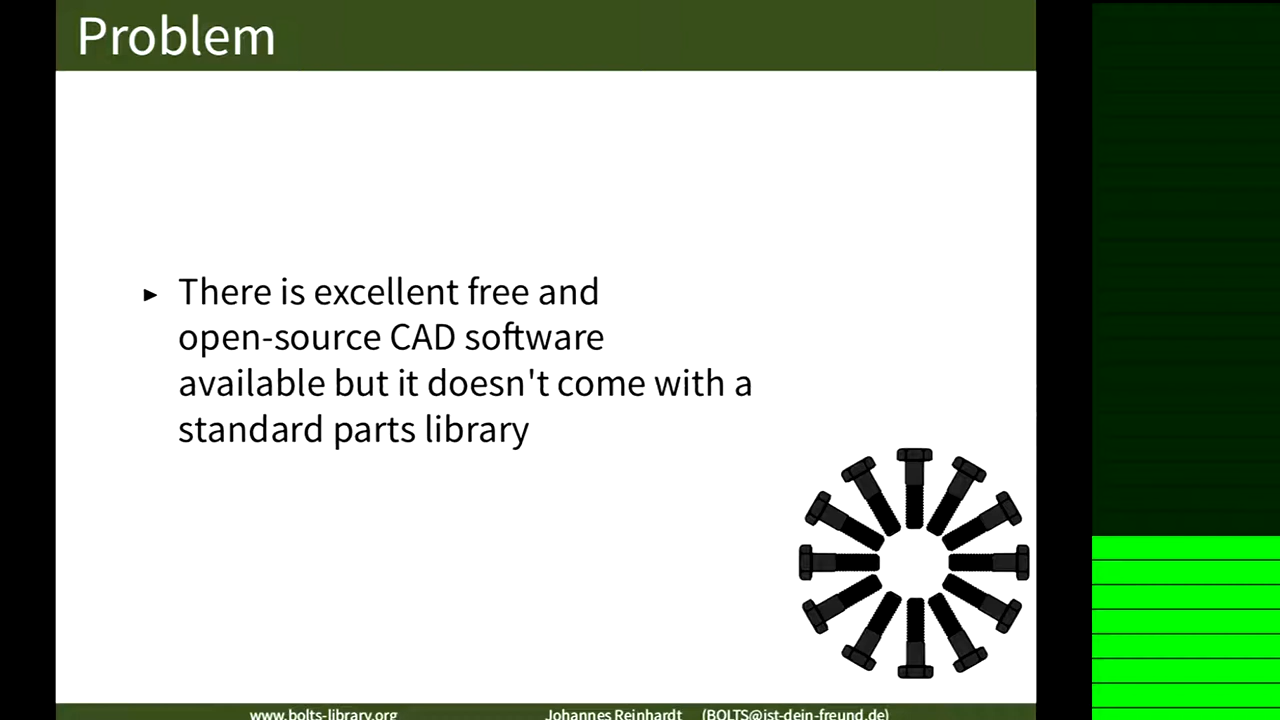 Problem
► There is excellent free and
open-source CAD software
available but it doesn't come with a
standard parts library
www.bolts-library.org Johannes Reinhardt (BOLTS@ist-dein-freund.de)